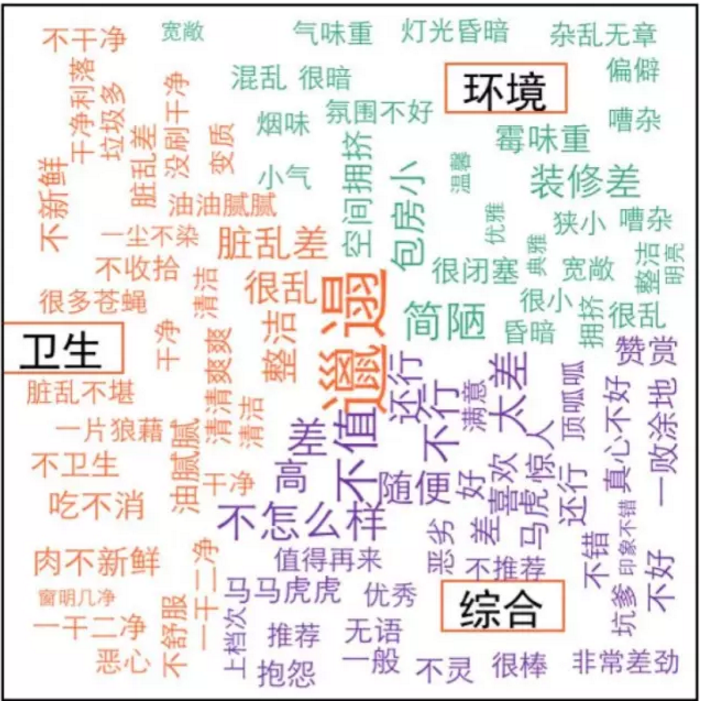 不干净
宽敞
气味重
灯光昏暗
杂乱无章
干净利落
垃圾多
脏乱差
没刷干净
变质
混乱
很暗
环境
偏僻
烟味
氛围不好
嘈杂
霉味重
不新鲜
小气
空间拥挤
包房小
温馨
装修差
油油腻腻
优雅
狭小
嘈杂
一尘不染
脏乱差
典雅
整洁
明亮
不收拾
清洁
很乱
很闭塞
宽敞
很多苍蝇
邋遢
简陋
很小
昏暗
拥挤
很乱
卫生
干净
清清爽爽
整洁
还行
不行
满意
太差
顶呱呱
赞赏
脏乱不堪
清洁
不值
真心不好
一败涂地
一片狼藉
油腻腻
差
惊人
不卫生
干净
高
随便
好
喜欢
马虎
还行
吃不消
不怎么样
差
恶劣
不错
印象不错
肉不新鲜
一干二净
值得再来
不推荐
不好
窗明几净
马马虎虎
优秀
综合
坑爹
一干二净
不舒服
上档次
推荐
无语
恶心
抱怨
一般
不灵
很棒
非常差劲